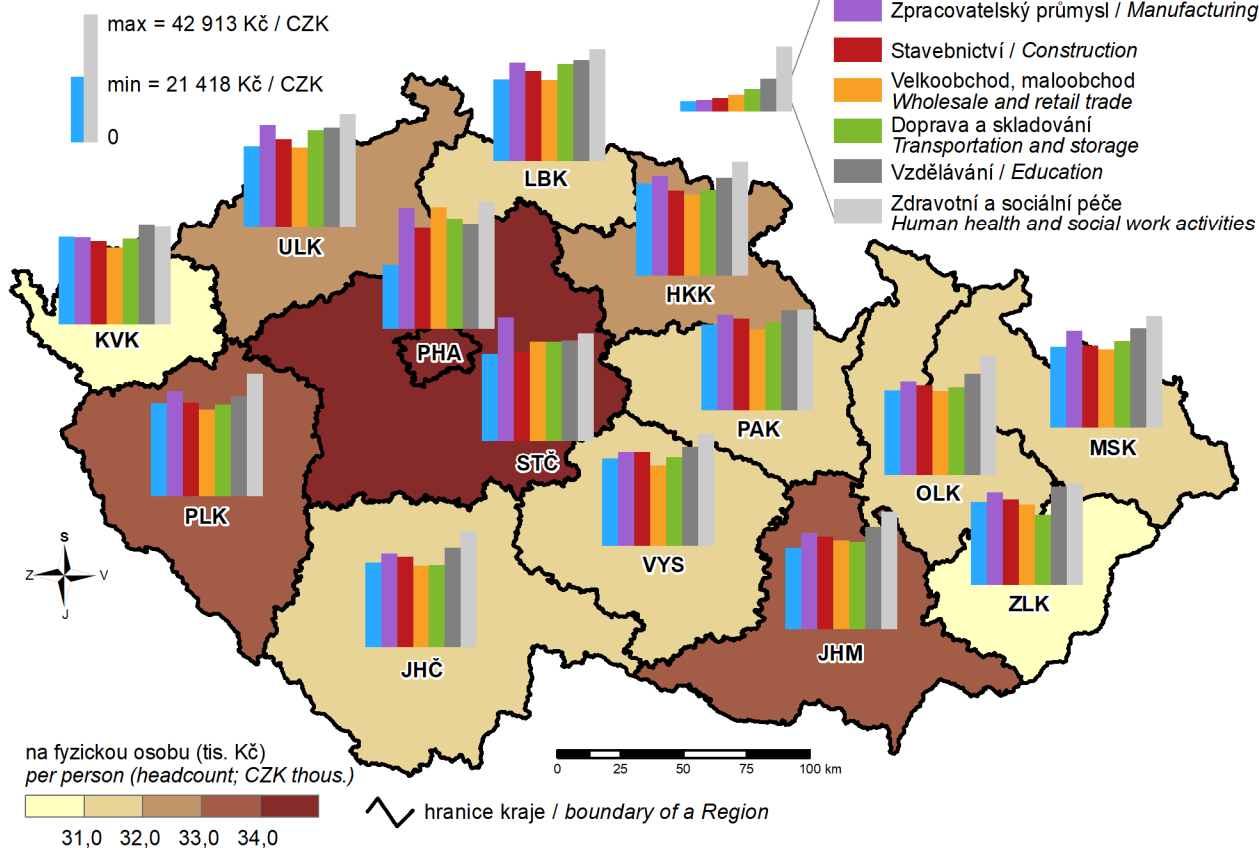 max = 42 913 Kč / CZK
min = 21 418 Kč / CZK
0
Zpracovatelský průmysl / Manufacturing
Stavebnictví / Construction
Velkoobchod, maloobchod
Wholesale and retail trade
Doprava a skladování
Transportation and storage
Vzdělávání / Education
Zdravotní a sociální péče
Human health and social work activities
LBK
ULK
HKK
KVK
PHA
STČ
PAK
MSK
OLK
PLK
VYS
ZLK
JHM
JHČ
S
Z
V
J
na fyzickou osobu (tis. Kč)
per person (headcount; CZK thous.)
31,0 32,0 33,0 34,0
0 25 50 75 100 km
hranice kraje / boundary of a Region